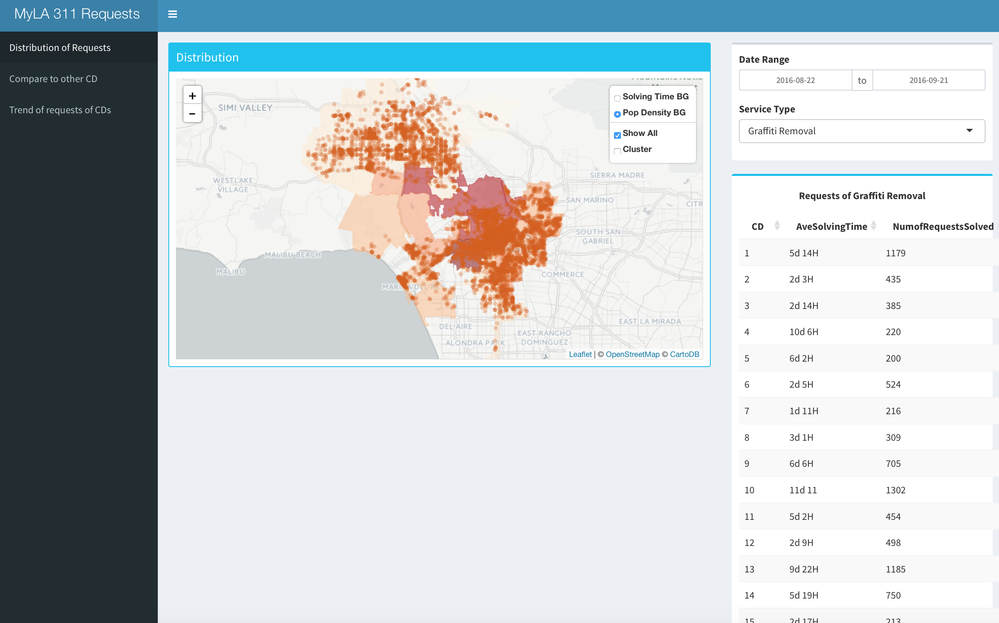 MyLA 311 Requests
Distribution of Requests
Compare to other CD
Trend of requests of CDs
Distribution
+
−
SIMI VALLEY
WESTLAKE
VILLAGE
MALIBU BEACH
MALIBU
MARINA DEL REY
SIERRA MADRE
SAN MARINO
CITR
SOUTH SAN
GABRIEL
COMMERCE
EAST LA MIRADA
DEL AIRE
EAST RANCHO
DOMINGUEZ
ALONDRA PARK
Solving Time BG
Pop Density BG
Show All
Cluster
Leaflet | © OpenStreetMap © CartoDB
Date Range
2016-08-22 to 2016-09-21
Service Type
Graffiti Removal
Requests of Graffiti Removal
CD AveSolvingTime NumofRequestsSolved
1 5d 14H 1179
2 2d 3H 435
3 2d 14H 385
4 10d 6H 220
5 6d 2H 200
6 2d 5H 524
7 1d 11H 216
8 3d 1H 309
9 6d 6H 705
10 11d 11 1302
11 5d 2H 454
12 2d 9H 498
13 9d 22H 1185
14 5d 19H 750
15 2d 17H 213